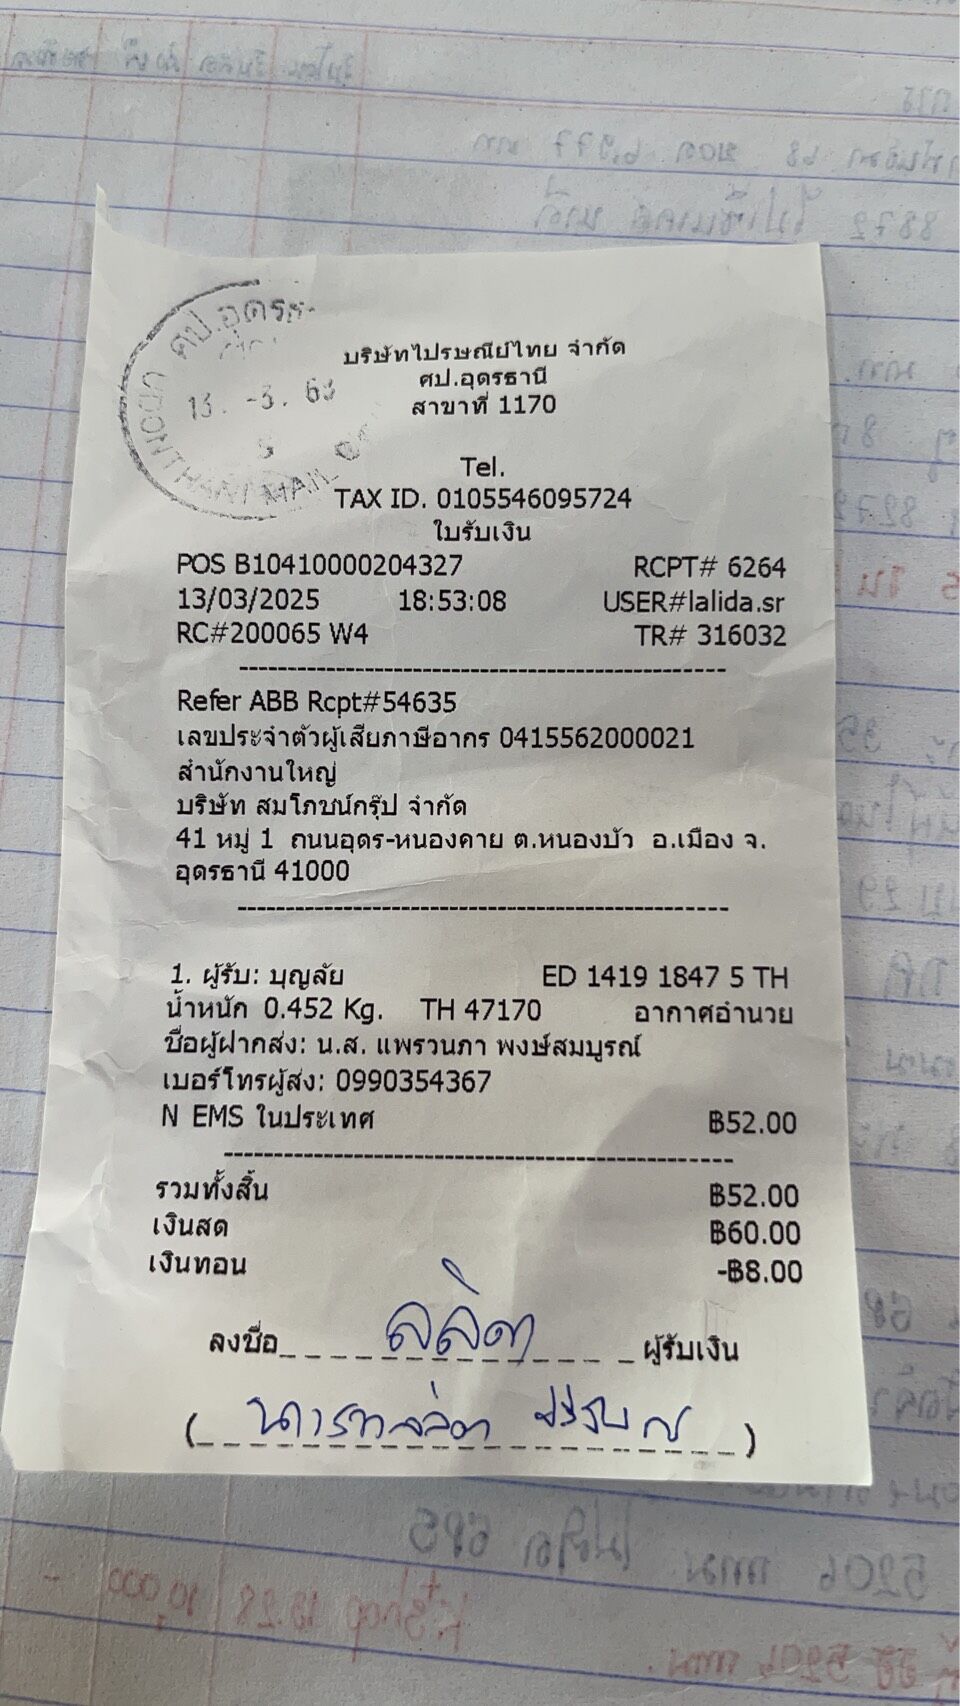 ศป.อุดรธ
13. -3. 68
UDONTHANI MAIL
บริษัทไปรษณีย์ไทย จำกัด
ศป.อุดรธานี
สาขาที่ 1170
Tel.
TAX ID. 0105546095724
ใบรับเงิน
POS B10410000204327 RCPT# 6264
13/03/2025 18:53:08 USER#lalida.sr
RC#200065 W4 TR# 316032
Refer ABB Rcpt#54635
เลขประจำตัวผู้เสียภาษีอากร 0415562000021
สำนักงานใหญ่
บริษัท สมโภชน์กรุ๊ป จำกัด
41 หมู่ 1 ถนนอุดร-หนองคาย ต.หนองบัว อ.เมือง จ.
อุดรธานี 41000
1. ผู้รับ: บุญลัย ED 1419 1847 5 TH
น้ำหนัก 0.452 Kg. TH 47170 อากาศอำนวย
ชื่อผู้ฝากส่ง: น.ส. แพรวนภา พงษ์สมบูรณ์
เบอร์โทรผู้ส่ง: 0990354367
N EMS ในประเทศ ฿52.00
รวมทั้งสิ้น ฿52.00
เงินสด ฿60.00
เงินทอน -฿8.00
ลงชื่อ ลลิดา ผู้รับเงิน